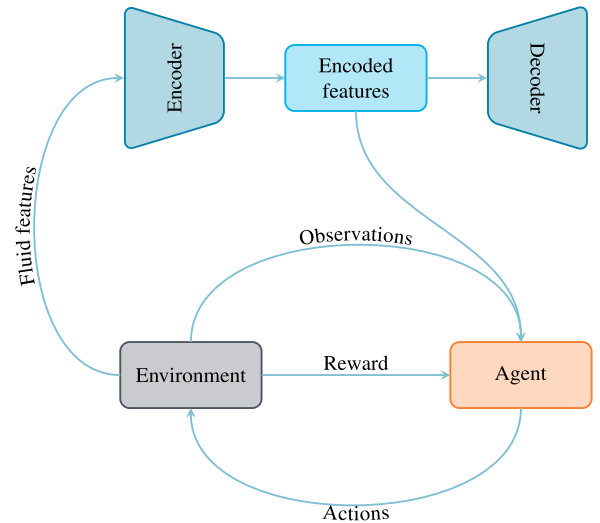 Encoder
Encoded
features
Decoder
Fluid features
Observations
Environment
Reward
Agent
Actions